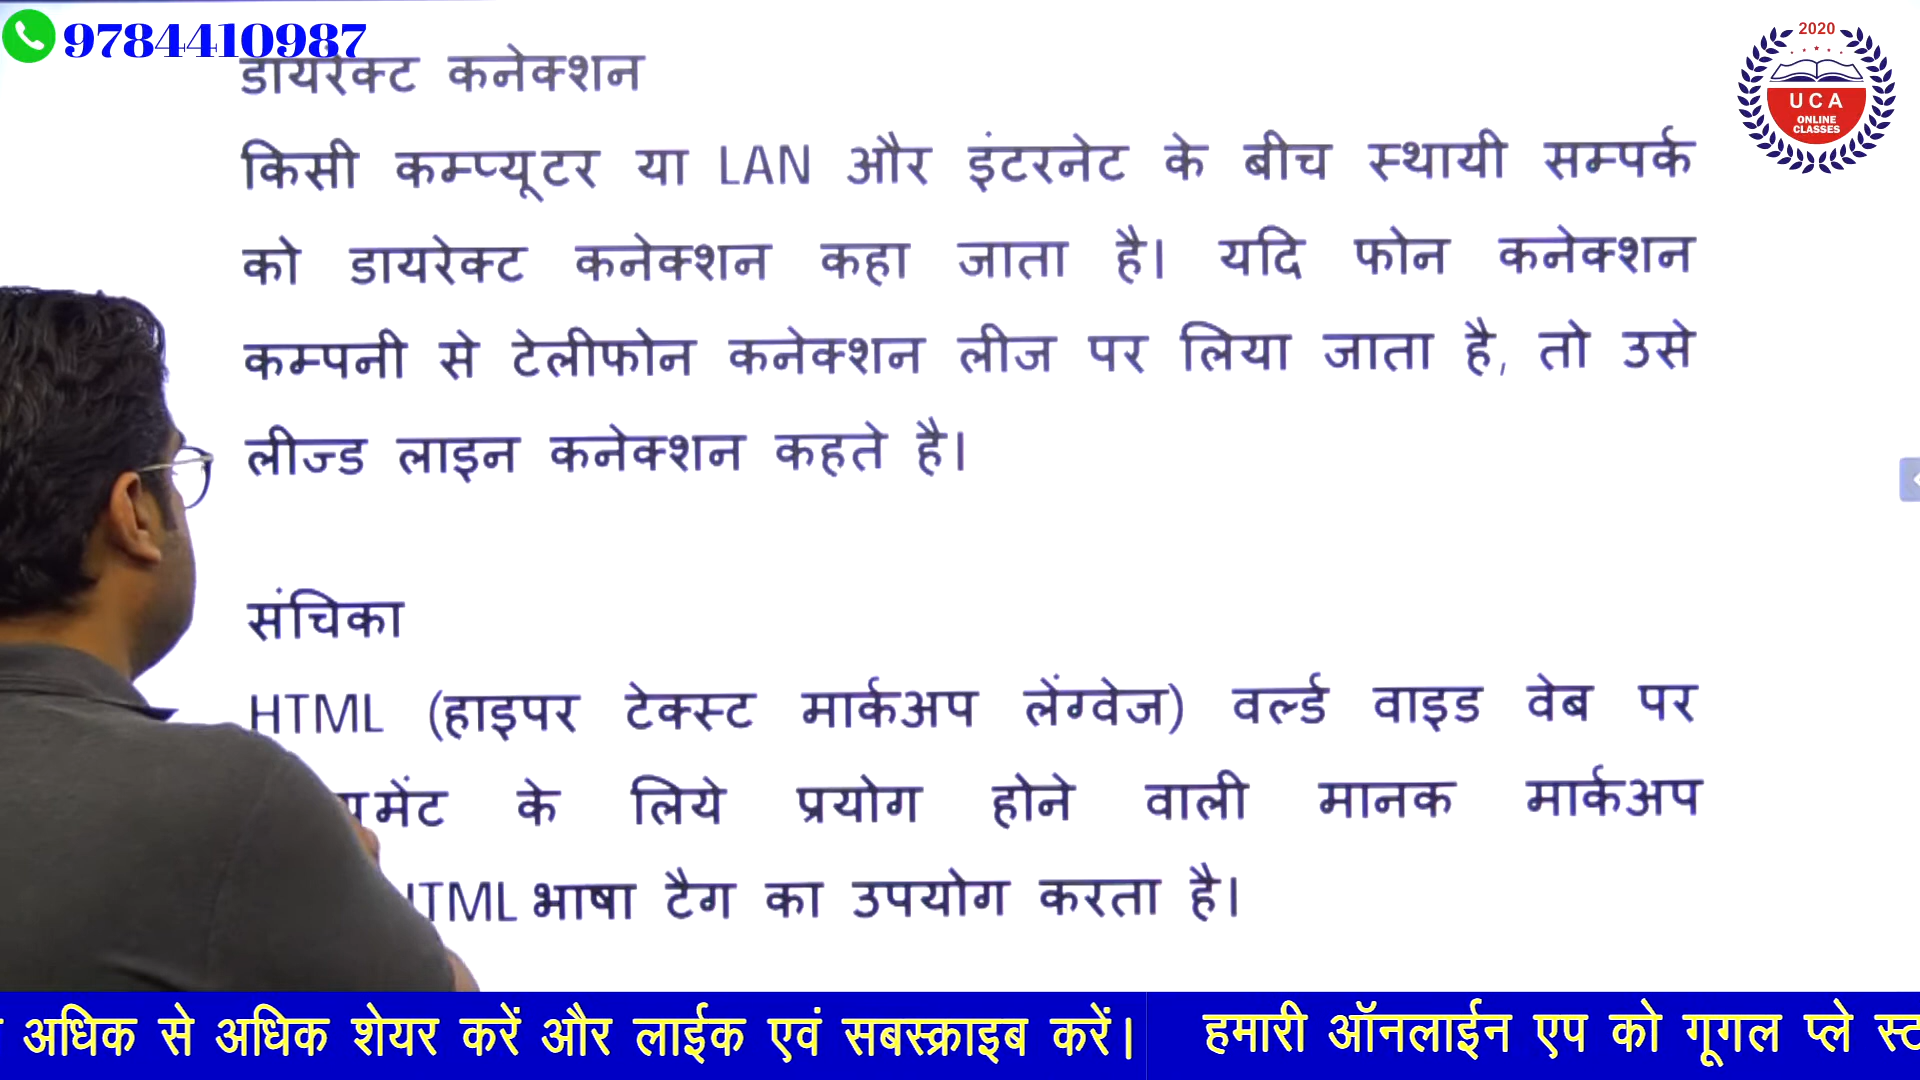 9784410987
डायरेक्ट कनेक्शन
किसी कम्प्यूटर या LAN और इंटरनेट के बीच स्थायी सम्पर्क
को डायरेक्ट कनेक्शन कहा जाता है। यदि फोन कनेक्शन
कम्पनी से टेलीफोन कनेक्शन लीज पर लिया जाता है, तो उसे
लीज्ड लाइन कनेक्शन कहते है।
संचिका
HTML (हाइपर टेक्स्ट मार्कअप लेंग्वेज) वर्ल्ड वाइड वेब पर
के लिये प्रयोग होने वाली मानक मार्कअप
HTML भाषा टैग का उपयोग करता है।
2020
UCA
ONLINE
CLASSES
अधिक से अधिक शेयर करें और लाईक एवं सबस्क्राइब करें। हमारी ऑनलाईन एप को गूगल प्ले